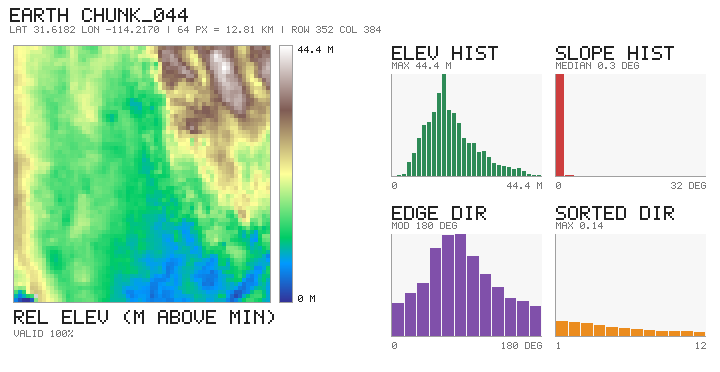 EARTH CHUNK_044
LAT 31.6182 LON -114.2170 | 64 PX = 12.81 KM | ROW 352 COL 384
44.4 M
0 M
REL ELEV (M ABOVE MIN)
VALID 100%
ELEV HIST
MAX 44.4 M
0 44.4 M
SLOPE HIST
MEDIAN 0.3 DEG
0 32 DEG
EDGE DIR
MOD 180 DEG
0 180 DEG
SORTED DIR
MAX 0.14
1 12